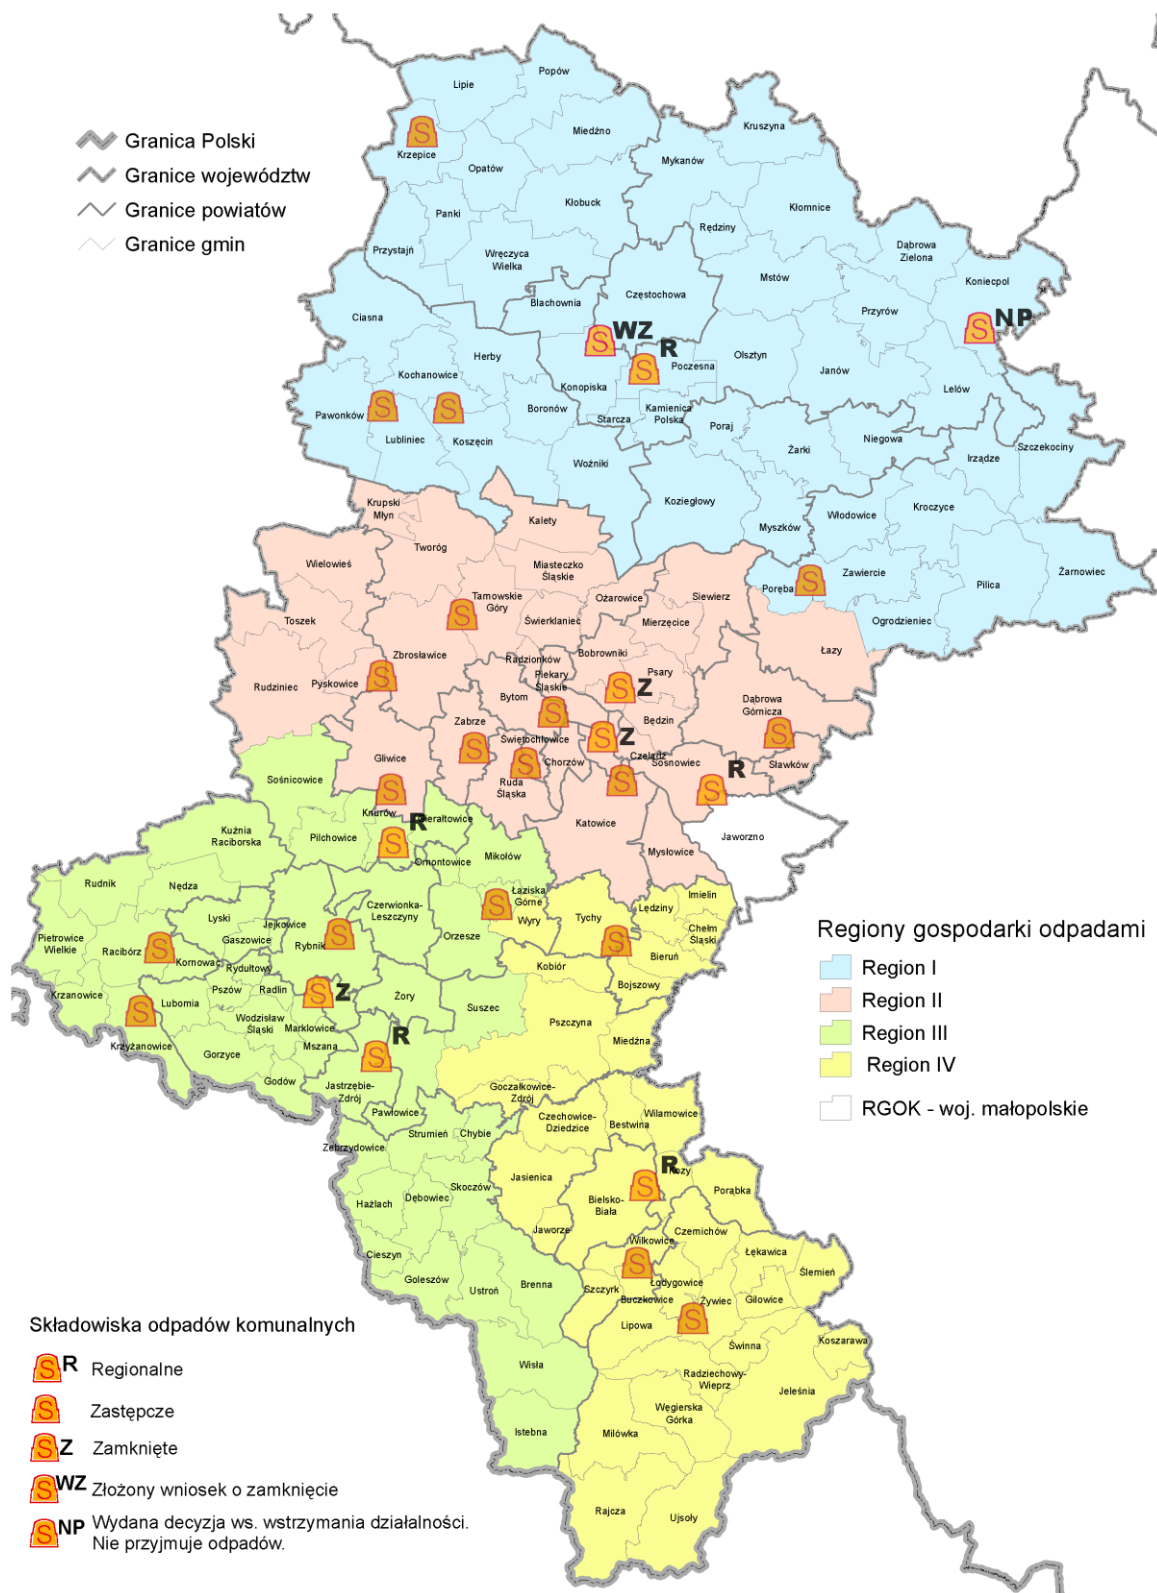 Granica Polski
Granice województw
Granice powiatów
Granice gmin
Lipie
Popów
Krzepice
Miedźno
Opatów
Kruszyna
Mykanów
Panki
Kłobuck
Kłomnice
Rędziny
Przystajń
Wręczyca
Wielka
Dąbrowa
Zielona
Mstów
Koniecpol
Blachownia
Częstochowa
Przyrów
Ciasna
WZ
NP
R
Herby
Olsztyn
Poczesna
Janów
Kochanowice
Konopiska
Lelów
Pawonków
Boronów
Starcza
Kamienica
Polska
Poraj
Lubliniec
Koszęcin
Żarki
Niegowa
Szczekociny
Irządze
Woźniki
Koziegłowy
Myszków
Włodowice
Kroczyce
Krupski
Młyn
Kalety
Tworóg
Wielowieś
Miasteczko
Śląskie
Poręba
Zawiercie
Pilica
Żarnowiec
Tarnowskie
Góry
Ożarowice
Siewierz
Toszek
Świerklaniec
Mierzęcice
Ogrodzieniec
Łazy
Zbrosławice
Radzionków
Bobrowniki
Psary
Rudziniec
Pyskowice
Piekary
Śląskie
Bytom
Z
Dąbrowa
Górnicza
Zabrze
Będzin
Świętochłowice
Z
Gliwice
Chorzów
Czeladź
Sosnowiec
R
Sławków
Sośnicowice
Ruda
Śląska
Knurów
R
Gierałtowice
Katowice
Jaworzno
Kuźnia
Raciborska
Pilchowice
Ornontowice
Mikołów
Mysłowice
Rudnik
Nędza
Łaziska
Górne
Imielin
Lędziny
Czerwionka-
Leszczyny
Lyski
Jejkowice
Wyry
Tychy
Chełm
Śląski
Pietrowice
Wielkie
Racibórz
Gaszowice
Rybnik
Orzesze
Bieruń
Kornowac
Rydułtowy
Kobiór
Bojszowy
Krzanowice
Pszów
Radlin
Z
Żory
Lubomia
Suszec
Wodzisław
Śląski
Marklowice
Pszczyna
Krzyżanowice
Mszana
R
Miedźna
Gorzyce
Godów
Jastrzębie-
Zdrój
Goczałkowice-
Zdrój
Pawłowice
Czechowice-
Dziedzice
Wilamowice
Bestwina
Strumień
Chybie
Zebrzydowice
R
Kozy
Jasienica
Porąbka
Skoczów
Dębowiec
Hażlach
Bielsko-
Biała
Jaworze
Czernichów
Wilkowice
Łękawica
Cieszyn
Goleszów
Ustroń
Brenna
Szczyrk
Łodygowice
Ślemień
Buczkowice
Żywiec
Gilowice
Lipowa
Świnna
Koszarawa
Wisła
Radziechowy-
Wieprz
Jeleśnia
Węgierska
Górka
Istebna
Milówka
Rajcza
Ujsoły
Regiony gospodarki odpadami
Region I
Region II
Region III
Region IV
RGOK - woj. małopolskie
Składowiska odpadów komunalnych
S R Regionalne
S Zastępcze
S Z Zamknięte
S WZ Złożony wniosek o zamknięcie
S NP Wydana decyzja ws. wstrzymania działalności.
Nie przyjmuje odpadów.